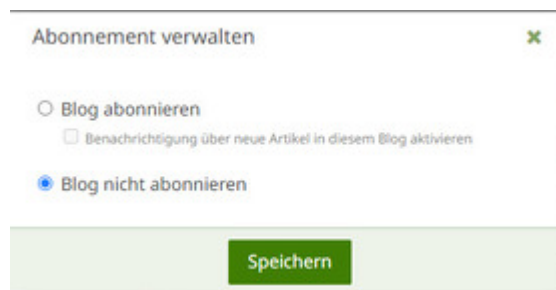 Abonnement verwalten
Blog abonnieren
Benachrichtigung über neue Artikel in diesem Blog aktivieren
Blog nicht abonnieren
Speichern